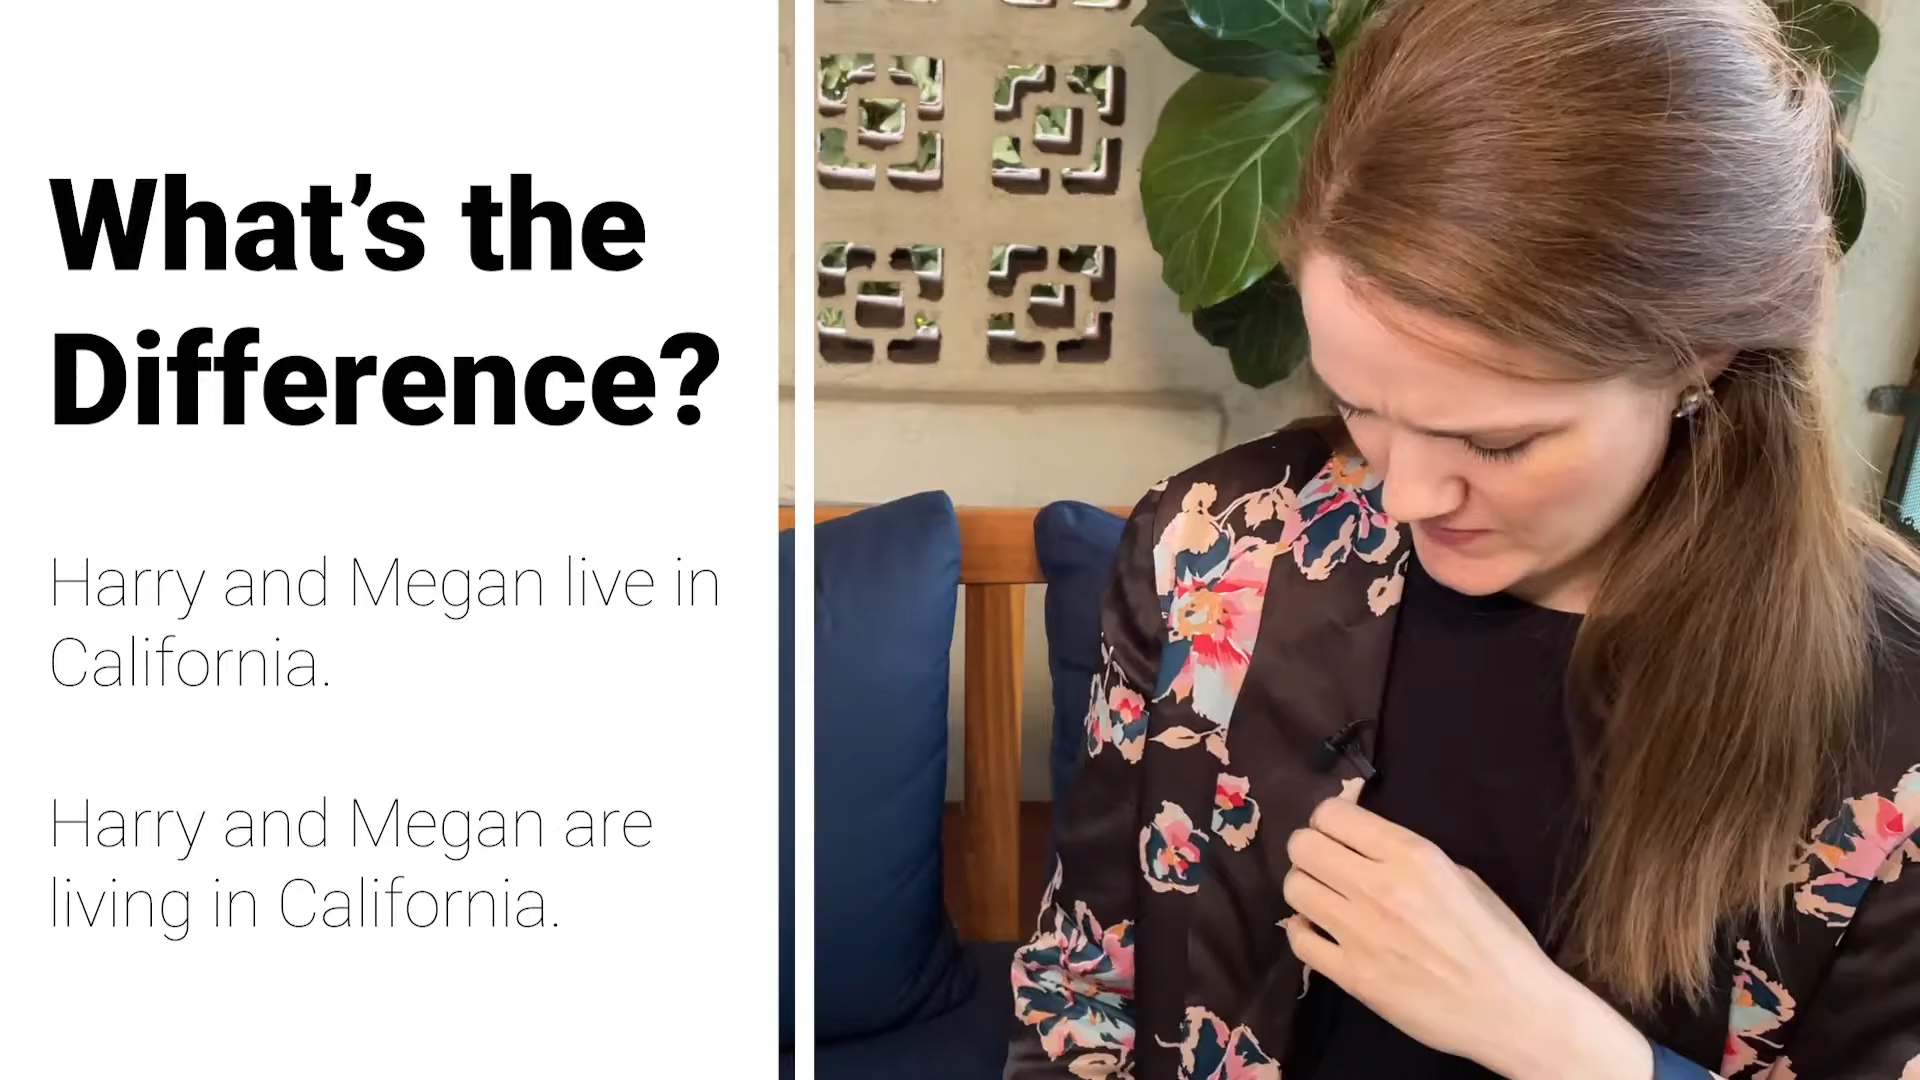 What’s the
Difference?
Harry and Megan live in
California.
Harry and Megan are
living in California.